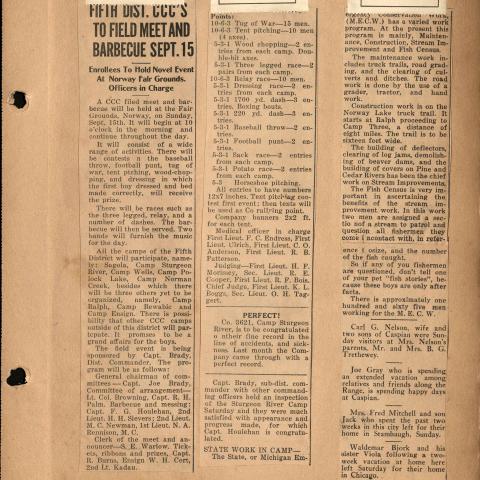 FIFTH DIST. CCC'S
TO FIELD MEET AND
BARBECUE SEPT. 15
Enrollees To Hold Novel Event
At Norway Fair Grounds.
Officers in Charge
A CCC filed meet and bar-
becue will be held at the Fair
Grounds, Norway, on Sunday,
Sept. 15th. It will begin at 10
o'clock in the morning and
continue throughout the day.
It will consist of a wide
range of activities. There will
be contests n the baseball
throw, football punt, tug of
war, tent pitching, wood-chop-
ping, and dressing in which
the first boy dressed and bed
made correctly, will receive
the prize.
There will be races such as
the three legged, relay, and a
number of dashes. The bar-
becue will then be served. Two
bands will furnish the music
for the day.
All the camps of the Fifth
District will participate, name-
ly: Sagola, Camp Sturgeon
River, Camp Wells, Camp Po-
lock Lake, Camp Norman
Creek, besides which there
will be three others yet to be
organized, namely, Camp
Ralph, Camp Bewabic and
Camp Ensign. There is possi-
bility that other CCC camps
outside of this district will par-
tcipate. It promises to be a
grand affairs for the boys.
The field event is being
sponsored by Capt. Brady,
Dist. Commander. The pro-
gram will be as follows:
General chairman of com-
mittees — Capt. Joe Brady,
Committee of arrangement—
Lt. Col Browning, Capt. R. H.
Palm, Barbecue and messing;
Capt. F. G. Houlehan, 2nd
Lieut. H. H. Sievers; 2nd Lieut.
M. C. Newman, 1st Lieut. N. A.
Rennison, M. C.
Clerk of the meet and an-
nouncer—S. E. Warlow, Tick-
ets, ribbons and prizes, Capt.
R. Burna, Ensign W. H. Cort,
2nd Lt. Kadau.
Points:
10-6-3 Tug of War—15 men.
10-6-3 Tent pitching—10 men
(4 axes).
5-3-1 Wood chopping—2 en-
tries from each camp. Dou-
ble-bit axes.
5-3-1 Three legged race—2
pairs from each camp.
10-6-3 Relay race—10 men.
5-3-1 Dressing race—2 en-
tries from each camp.
5-3-1 1700 yd. dash—3 en-
tries. Boxing bouts.
5-3-1 220 yd. dash—3 en-
tries.
5-3-1 Baseball throw—2 en-
tries.
5-3-1 Football punt—2 en-
tries.
5-3-1 Sack race—2 entries
from each camp.
5-3-1 Potato race—2 entries
from each camp.
5-3 Horseshoe pitching.
All entries to have numbers
12x7 inches. Tent pitching con-
test first event; then tents will
be used as Co rallying point.
Company banners 2x2 ft.
for each tent.
Medical officer in charge
First Lieut. F. C. Endress, First
Lieut. Ulrich, First Lieut. O. O.
Anderson, First Lieut. R. B.
Patterson.
Judging—First Lieut. H. P.
Morinsey, Sec. Lieut. R. E.
Cooper, First Lieut. R. P. Bois,
Chief Judge, First Lieut. K. L.
Boggs, Sec. Lieut. O. H. Tag-
gert.
PERFECT!
Co. 3621, Camp Sturgeon
River, is to be congratulated
n ntheir fine record in the
line of accidents, and sick-
ness. Last month the Com-
pany came through with a
perfect record.
Capt. Brady, sub-dist. com-
mander with other command-
ing officers held an inspection
of the Sturgeon River Camp
Saturday and they were much
satisfied with appearance and
progress made, for which
Capt. Houlehan is congratu-
lated.
STATE WORK IN CAMP—
The State, or Michigan Em-
ergency Conservation Work,
(M.E.C.W.) has a varied work
program. At the present this
program is mainly, Mainten-
ance, Construction, Stream Im-
provement and Fish Census.
The maintenance work in-
cludes truck trails, road grad-
ing, and the clearing of cul-
verts and ditches. The road
work is done by the use of a
grader, tractor, and hand
work.
Construction work is on the
Norway Lake truck trail. It
starts at Ralph proceeding to
Camp Three, a distance of
eight miles. The trail is to be
sixteen feet wide.
The building of deflectors,
clearing of log jams, demolish-
ing of beaver dams, and the
building of covers on Pine and
Cedar Rivers has been the chief
work on Stream Improvements.
The Fish Census is very im-
portant in ascertaining the
benefits of the stream im-
provement work. In this work
two men are assigned a sec-
tion of a stream to patrol and
question all fishermen they
come incontact with, in refer-
ence t osize, and the number
of the fish caught.
So if any of you fishermen
are questioned, don't tell one
of your pet "fish stories", be-
cause these boys are only after
facts.
There is approximately one
hundred and sixty five men
working for the M. E. C. W.
Carl G. Nelson, wife and
two sons of Caspian were Sun-
day visitors at Mrs. Nelson's
parents, Mr. and Mrs. B. G.
Trethewey.
Joe Gray who is spending
an extended vacation among
relatives and friends along the
Range, is spending happy days
at Caspian.
Mrs. Fred Mitchell and son
Jack who spent the past two
weeks in this city left for their
home in Stambaugh, Sunday.
Waldemar Bjork and his
sister Viola following a two-
week vacation at home here
left Saturday for their home
in Chicago.